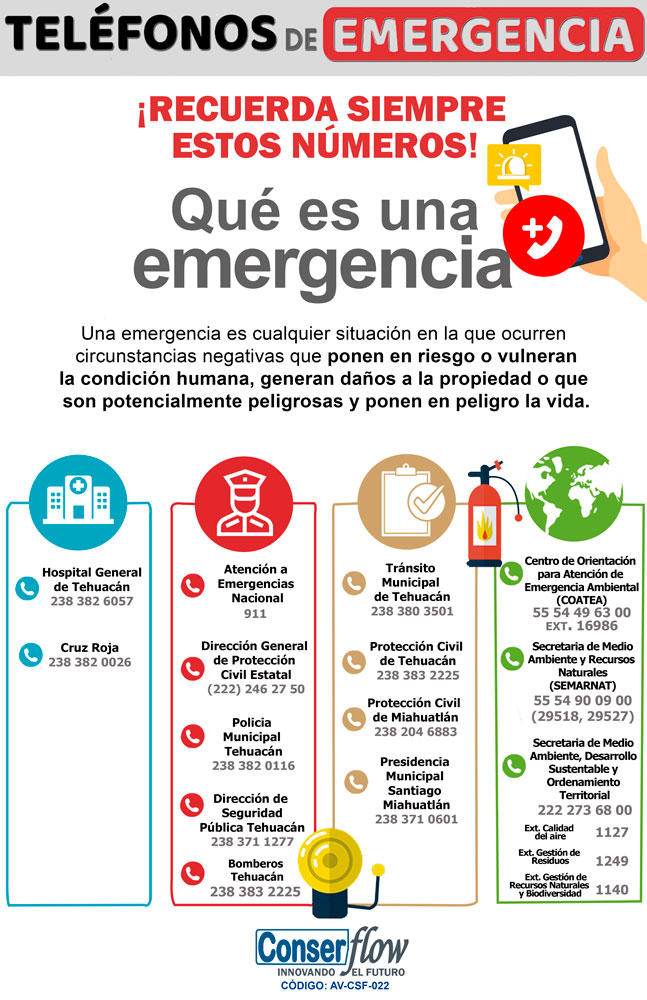 TELÉFONOS DE EMERGENCIA
¡RECUERDA SIEMPRE
ESTOS NÚMEROS!
Qué es una
emergencia
Una emergencia es cualquier situación en la que ocurren
circunstancias negativas que ponen en riesgo o vulneran
la condición humana, generan daños a la propiedad o que
son potencialmente peligrosas y ponen en peligro la vida.
Hospital General
de Tehuacán
238 382 6057
Cruz Roja
238 382 0026
Atención a
Emergencias
Nacional
911
Dirección General
de Protección
Civil Estatal
(222) 246 27 50
Policia
Municipal
Tehuacán
238 382 0116
Dirección de
Seguridad
Pública Tehuacán
238 371 1277
Bomberos
Tehuacán
238 383 2225
Tránsito
Municipal
de Tehuacán
238 380 3501
Protección Civil
de Tehuacán
238 383 2225
Protección Civil
de Miahuatlán
238 204 6883
Presidencia
Municipal
Santiago
Miahuatlán
238 371 0601
Centro de Orientación
para Atención de
Emergencia Ambiental
(COATEA)
55 54 49 63 00
EXT. 16986
Secretaria de Medio
Ambiente y Recursos
Naturales
(SEMARNAT)
55 54 90 09 00
(29518, 29527)
Secretaria de Medio
Ambiente, Desarrollo
Sustentable y
Ordenamiento
Territorial
222 273 68 00
Ext. Calidad
del aire 1127
Ext. Gestión de
Residuos 1249
Ext. Gestión de
Recursos Naturales
y Biodiversidad 1140
Conserflow
INNOVANDO EL FUTURO
CÓDIGO: AV-CSF-022